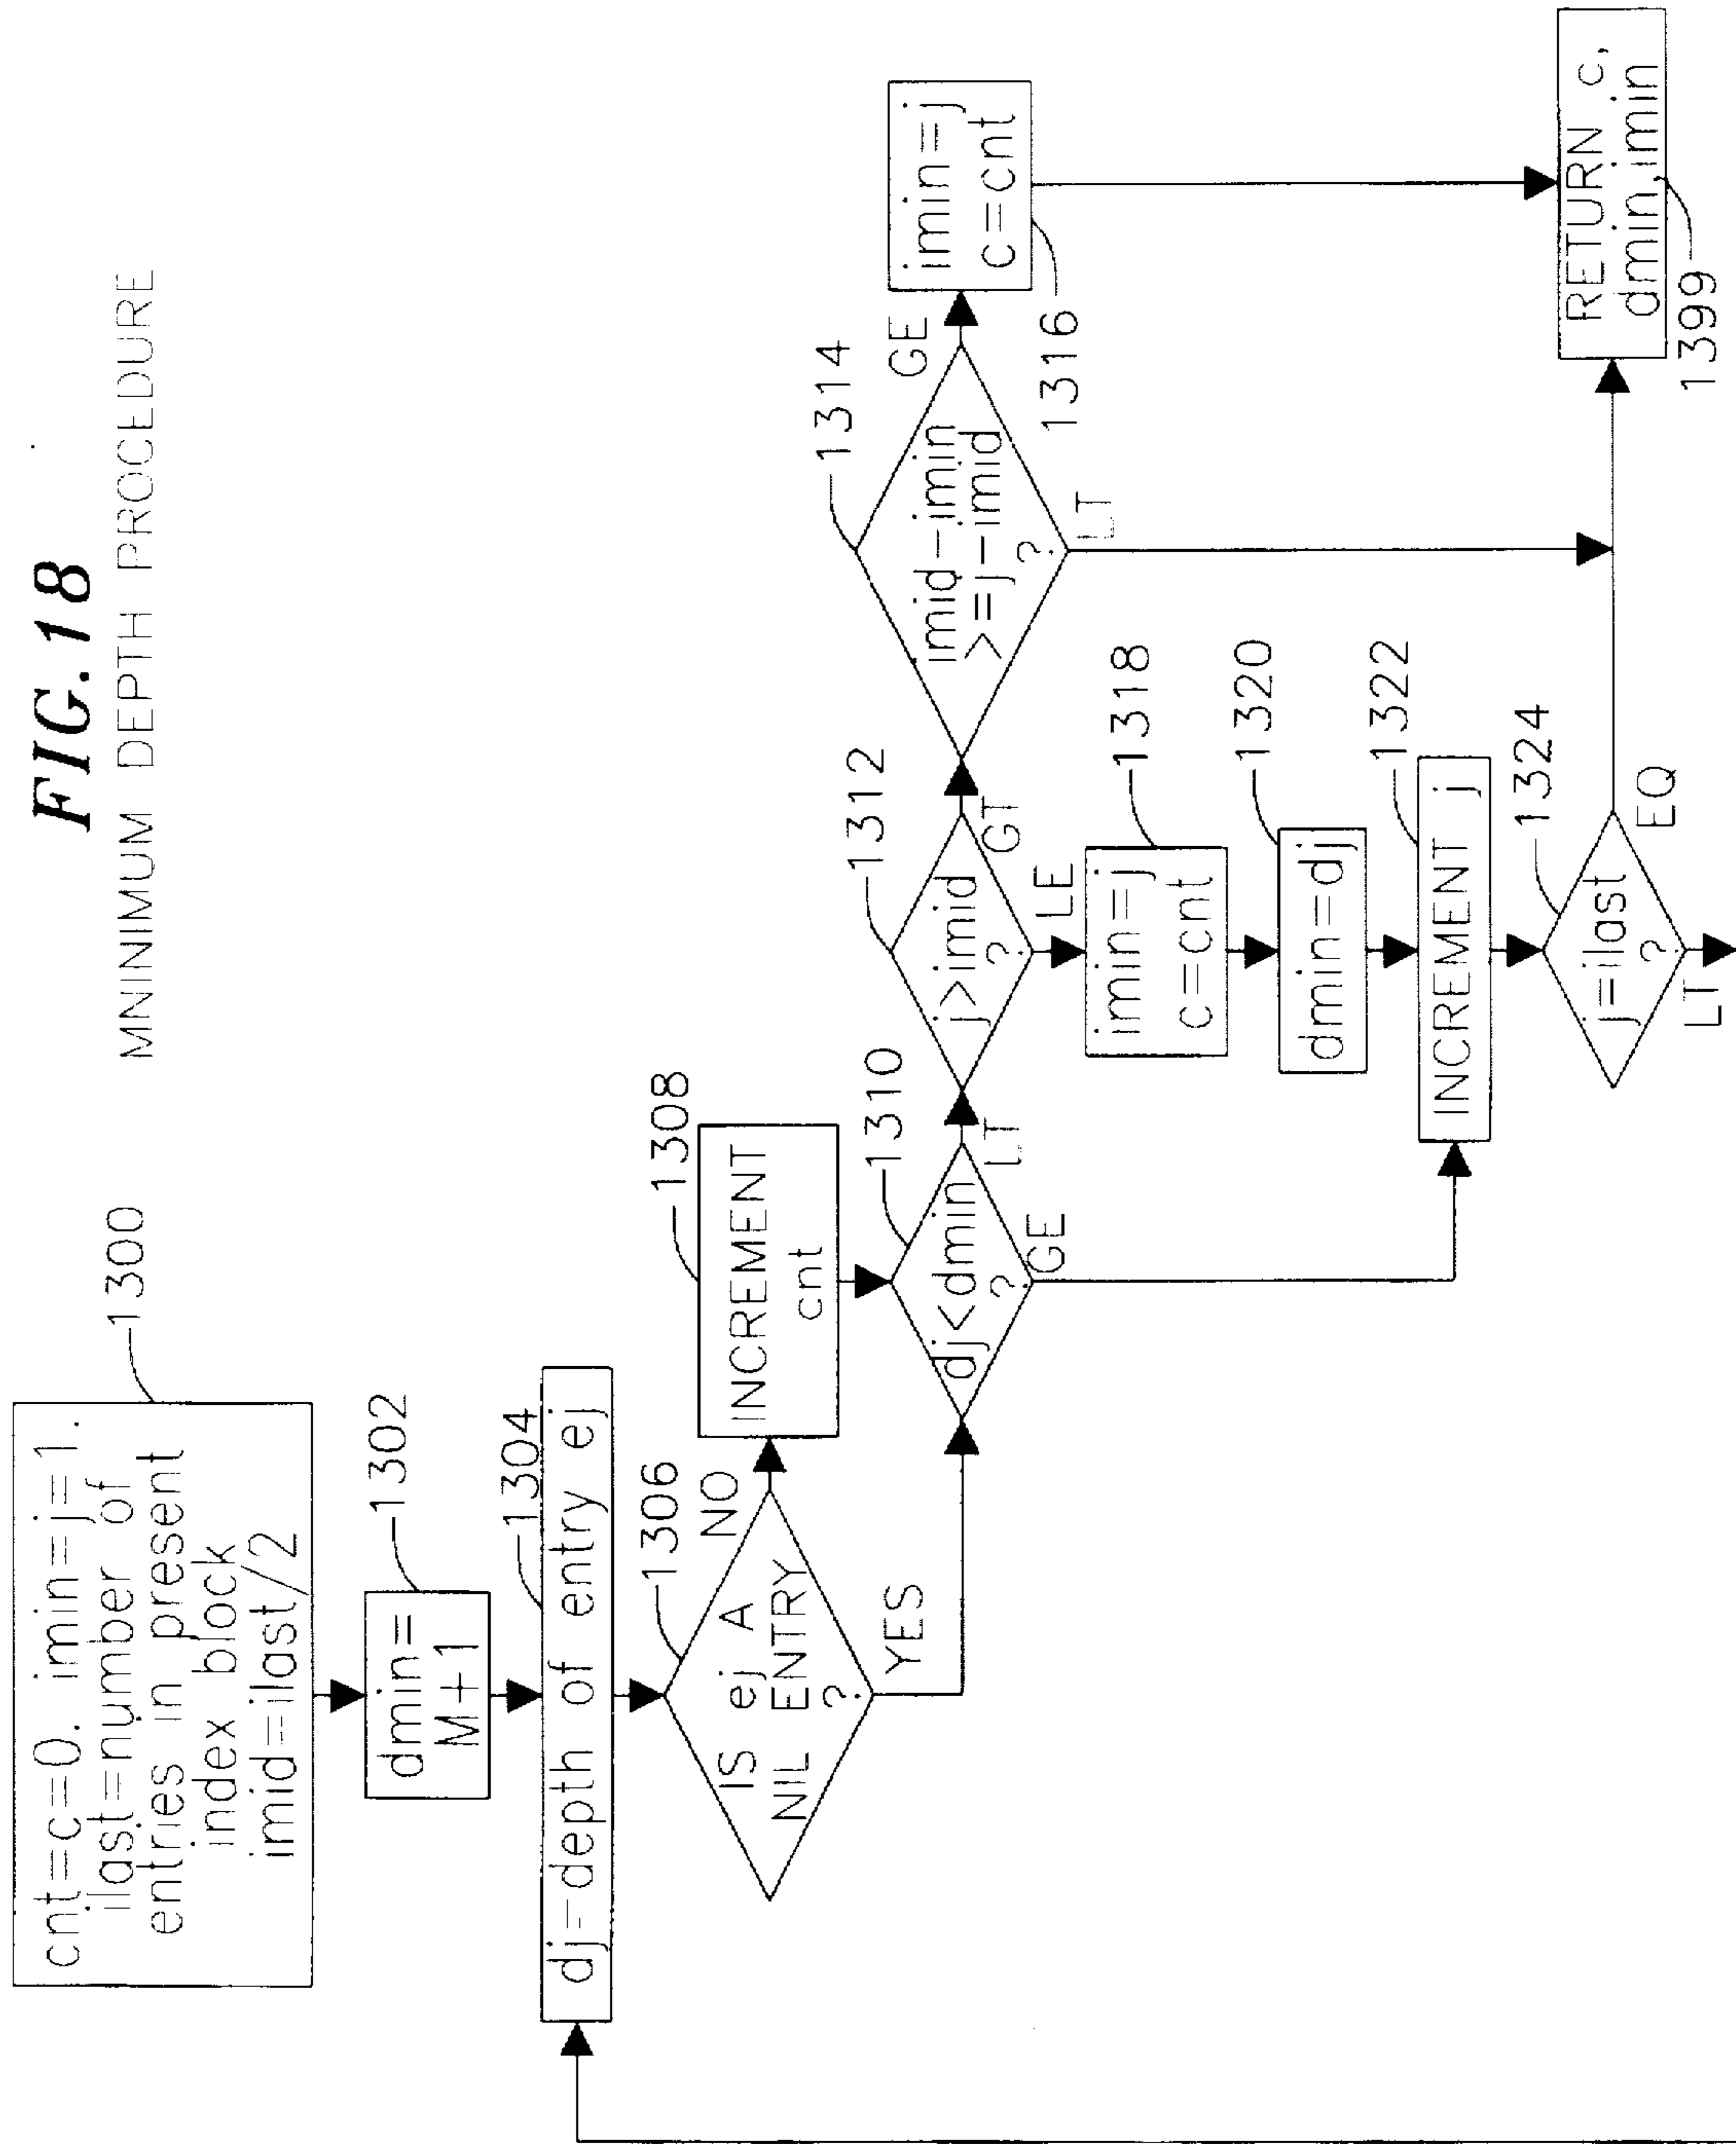 FIG.18
MNINIMUM DEPTH PROCEDURE
cnt=c=0. imin=j=1.
ilast=number of
entries in present
index block
imid=ilast/2
1300
dmin=
M+1
1302
dj=depth of entry ej
1304
IS ej A
NIL ENTRY
?
1306
NO
YES
INCREMENT
cnt
1308
dj<dmin
?
1310
LT
GE
j>imid
?
1312
GT
LE
imid-imin
>=j-imid
?
1314
GE
LT
imin=j
c=cnt
1316
imin=j
c=cnt
1318
dmin=dj
1320
INCREMENT j
1322
j=ilast
?
1324
EQ
LT
RETURN c,
dmin,imin
1399